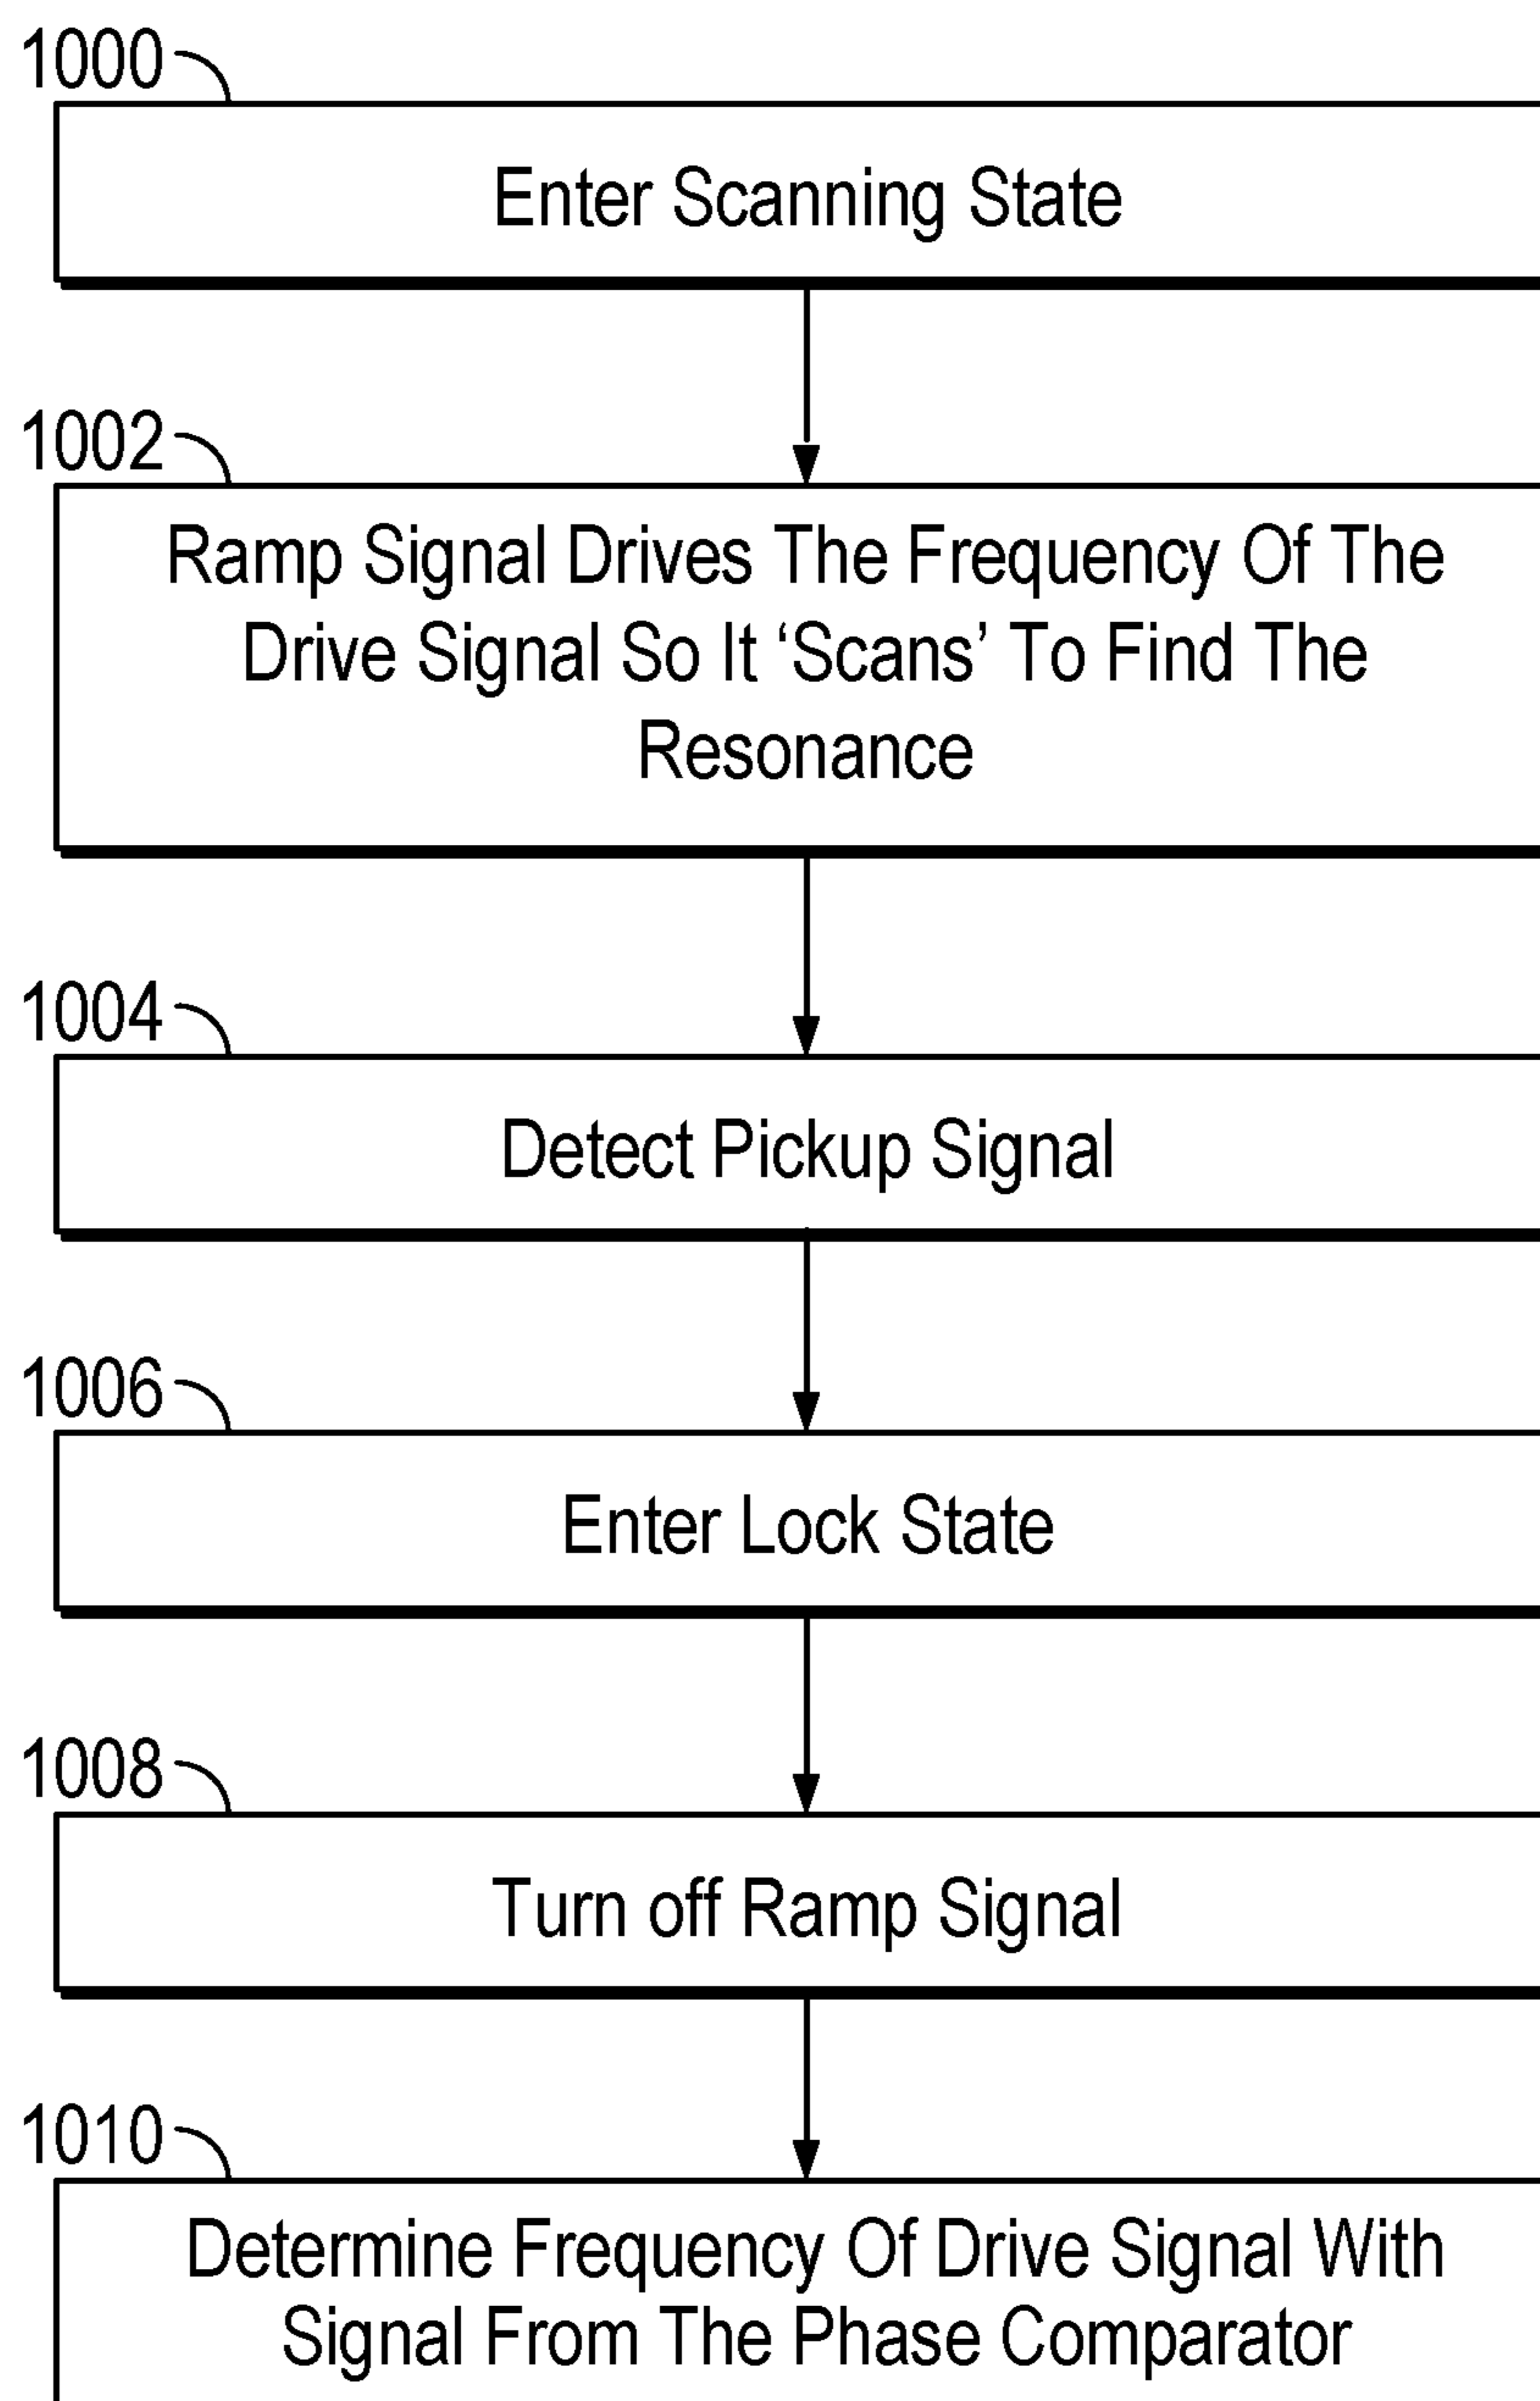 1000
Enter Scanning State
1002
Ramp Signal Drives The Frequency Of The
Drive Signal So It ‘Scans’ To Find The
Resonance
1004
Detect Pickup Signal
1006
Enter Lock State
1008
Turn off Ramp Signal
1010
Determine Frequency Of Drive Signal With
Signal From The Phase Comparator